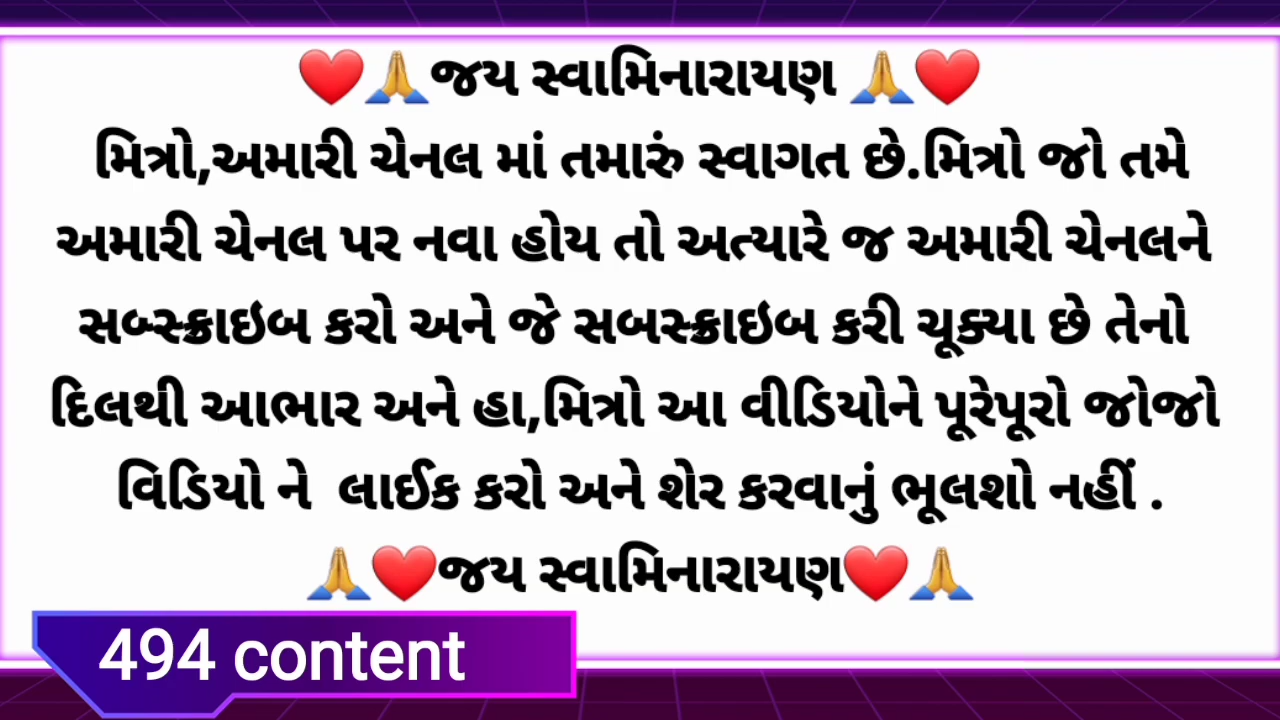 ❤️🙏જય સ્વામિનારાયણ 🙏❤️
મિત્રો,અમારી ચેનલ માં તમારું સ્વાગત છે.મિત્રો જો તમે
અમારી ચેનલ પર નવા હોય તો અત્યારે જ અમારી ચેનલને
સબ્સ્ક્રાઇબ કરો અને જે સબસ્ક્રાઇબ કરી ચૂક્યા છે તેનો
દિલથી આભાર અને હા,મિત્રો આ વીડિયોને પૂરેપૂરો જોજો
વિડિયો ને  લાઈક કરો અને શેર કરવાનું ભૂલશો નહીં .
🙏❤️જય સ્વામિનારાયણ❤️🙏
494 content